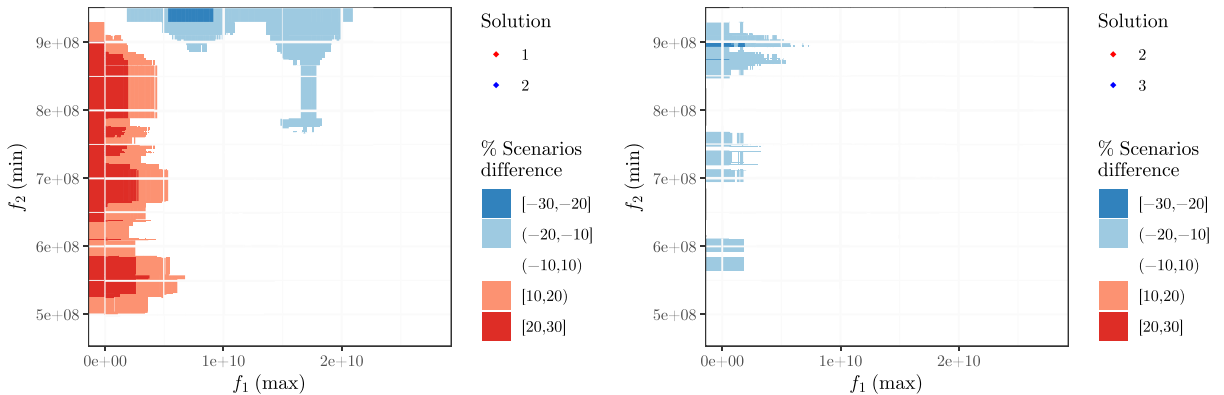 9e+08
8e+08
7e+08
6e+08
5e+08
f₂ (min)
0e+00 1e+10 2e+10
f₁ (max)
Solution
1
2
% Scenarios
difference
[−30,−20]
(−20,−10]
(−10,10)
[10,20)
[20,30]
9e+08
8e+08
7e+08
6e+08
5e+08
f₂ (min)
0e+00 1e+10 2e+10
f₁ (max)
Solution
2
3
% Scenarios
difference
[−30,−20]
(−20,−10]
(−10,10)
[10,20)
[20,30]